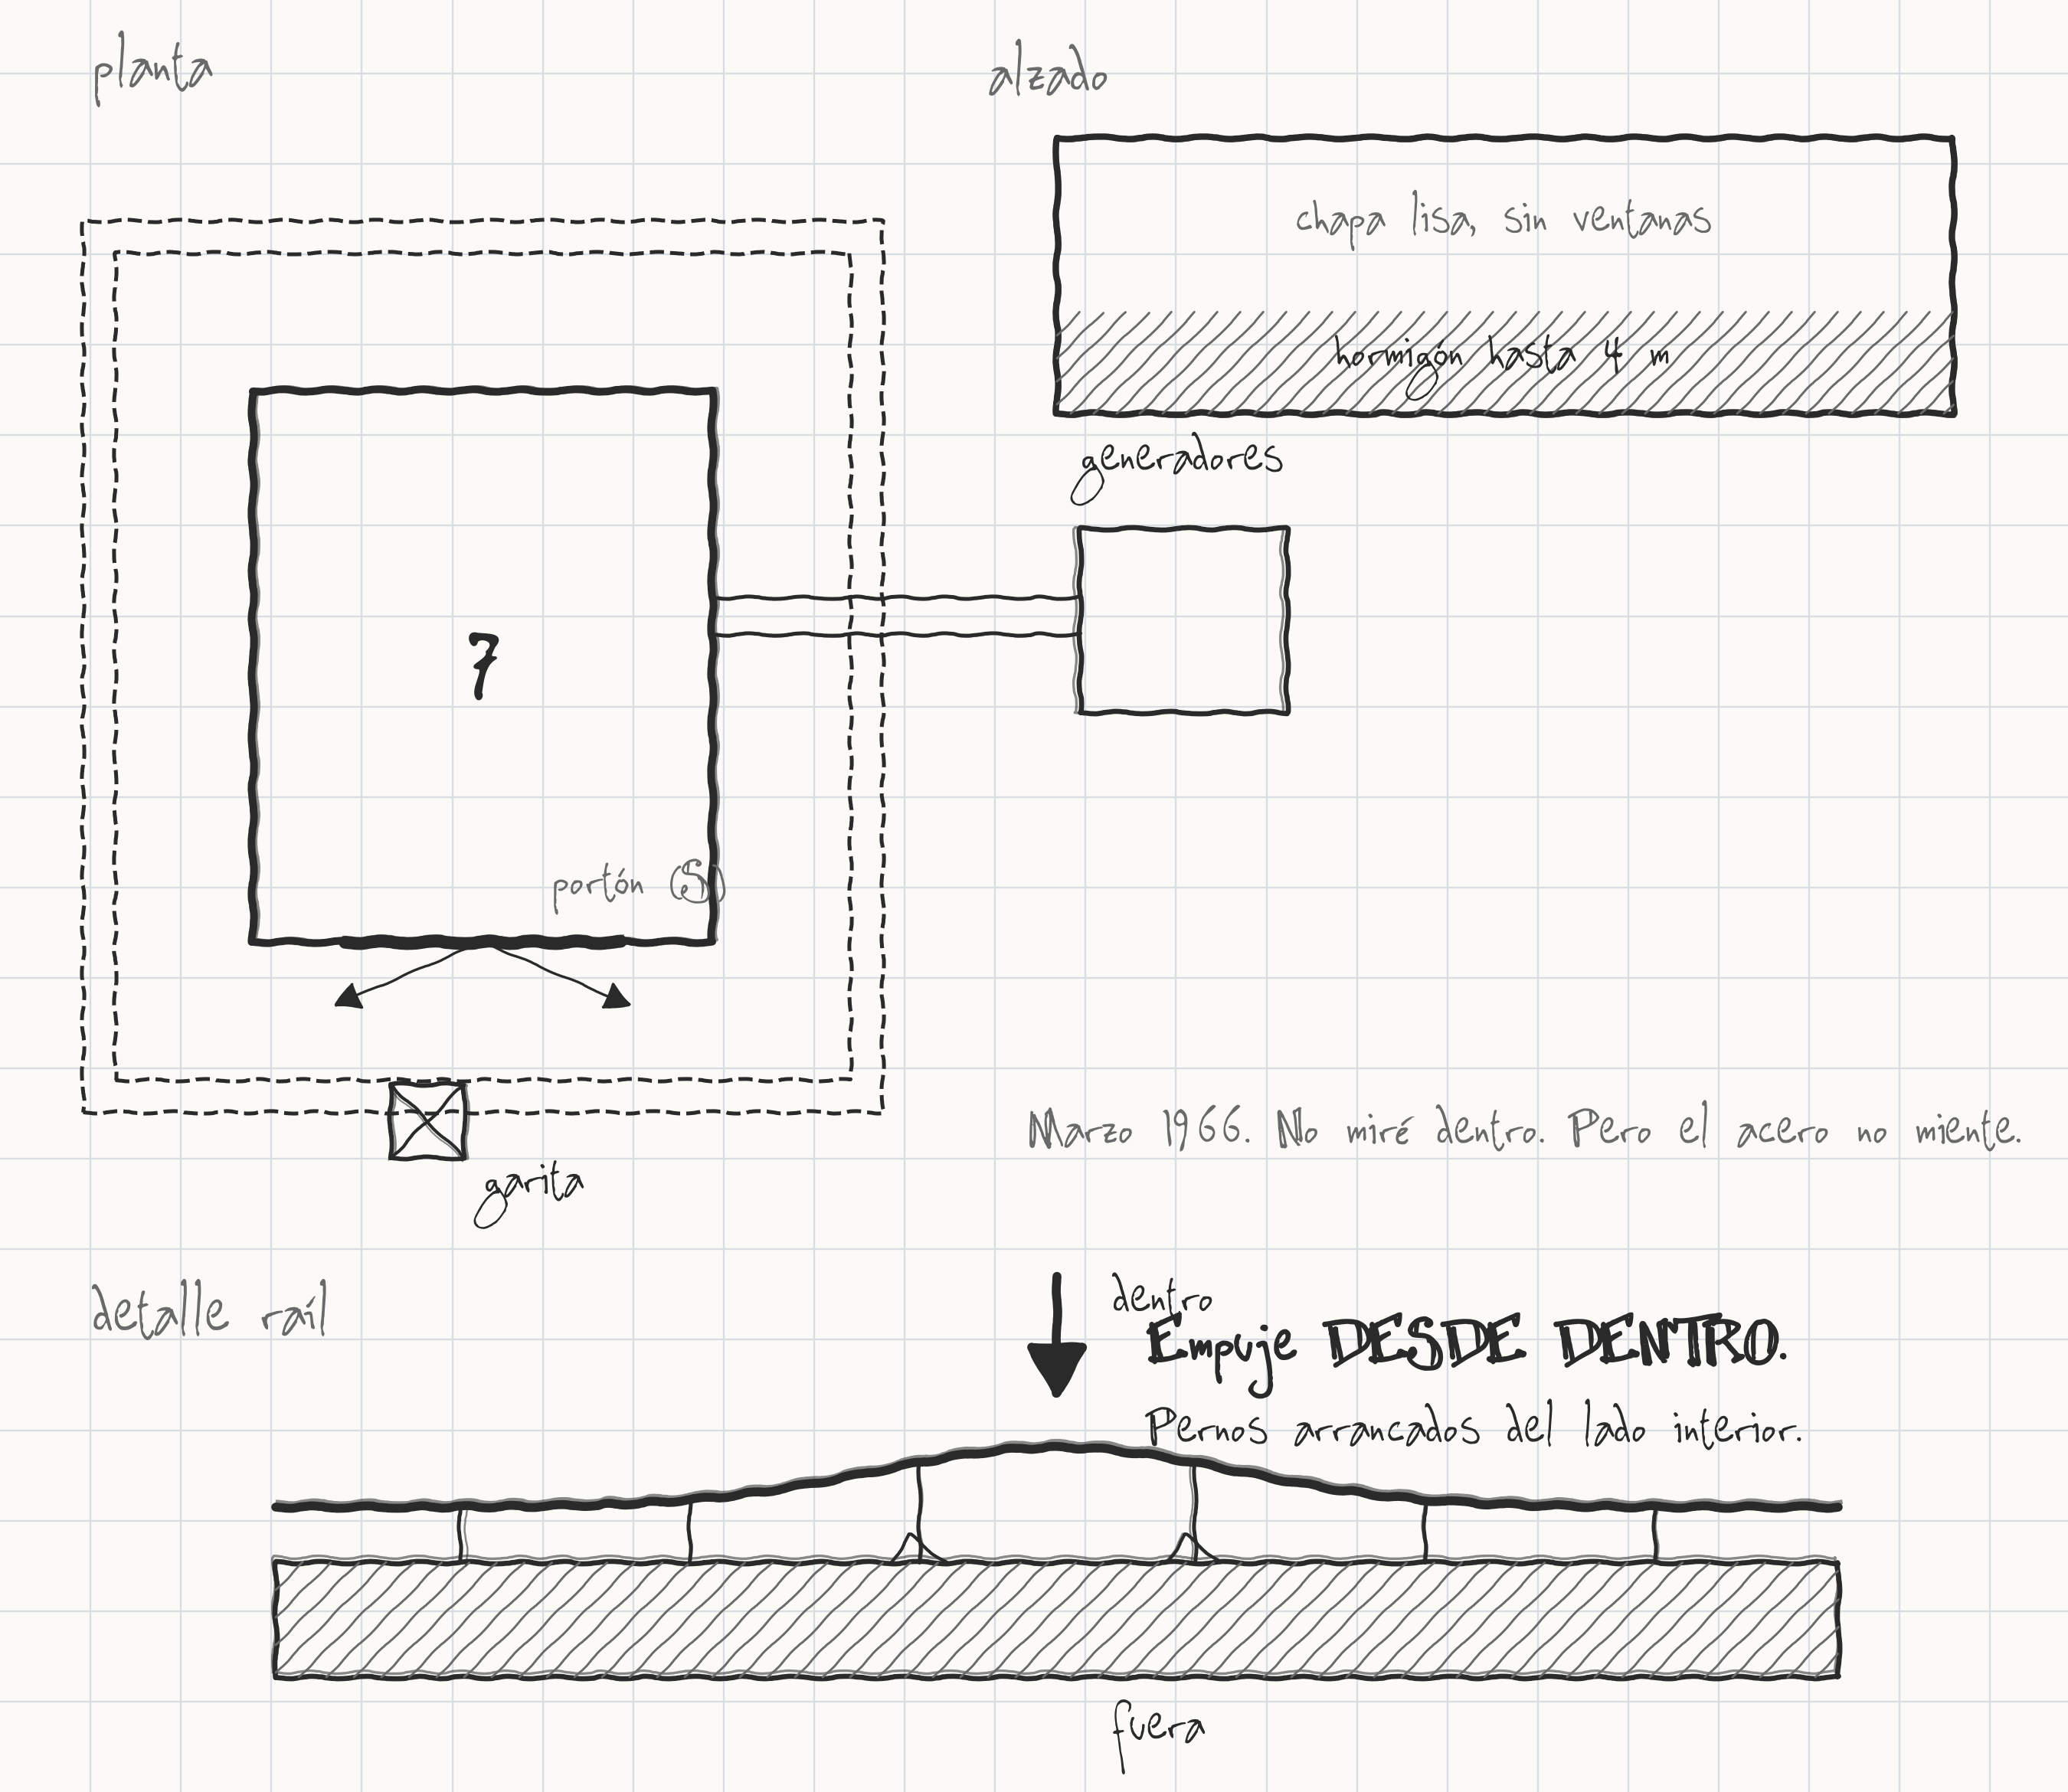 planta
alzado
chapa lisa, sin ventanas
hormigón hasta 4 m
generadores
7
portón (S)
Marzo 1966. No miré dentro. Pero el acero no miente.
garita
detalle raíl
dentro
Empuje DESDE DENTRO.
Pernos arrancados del lado interior.
fuera